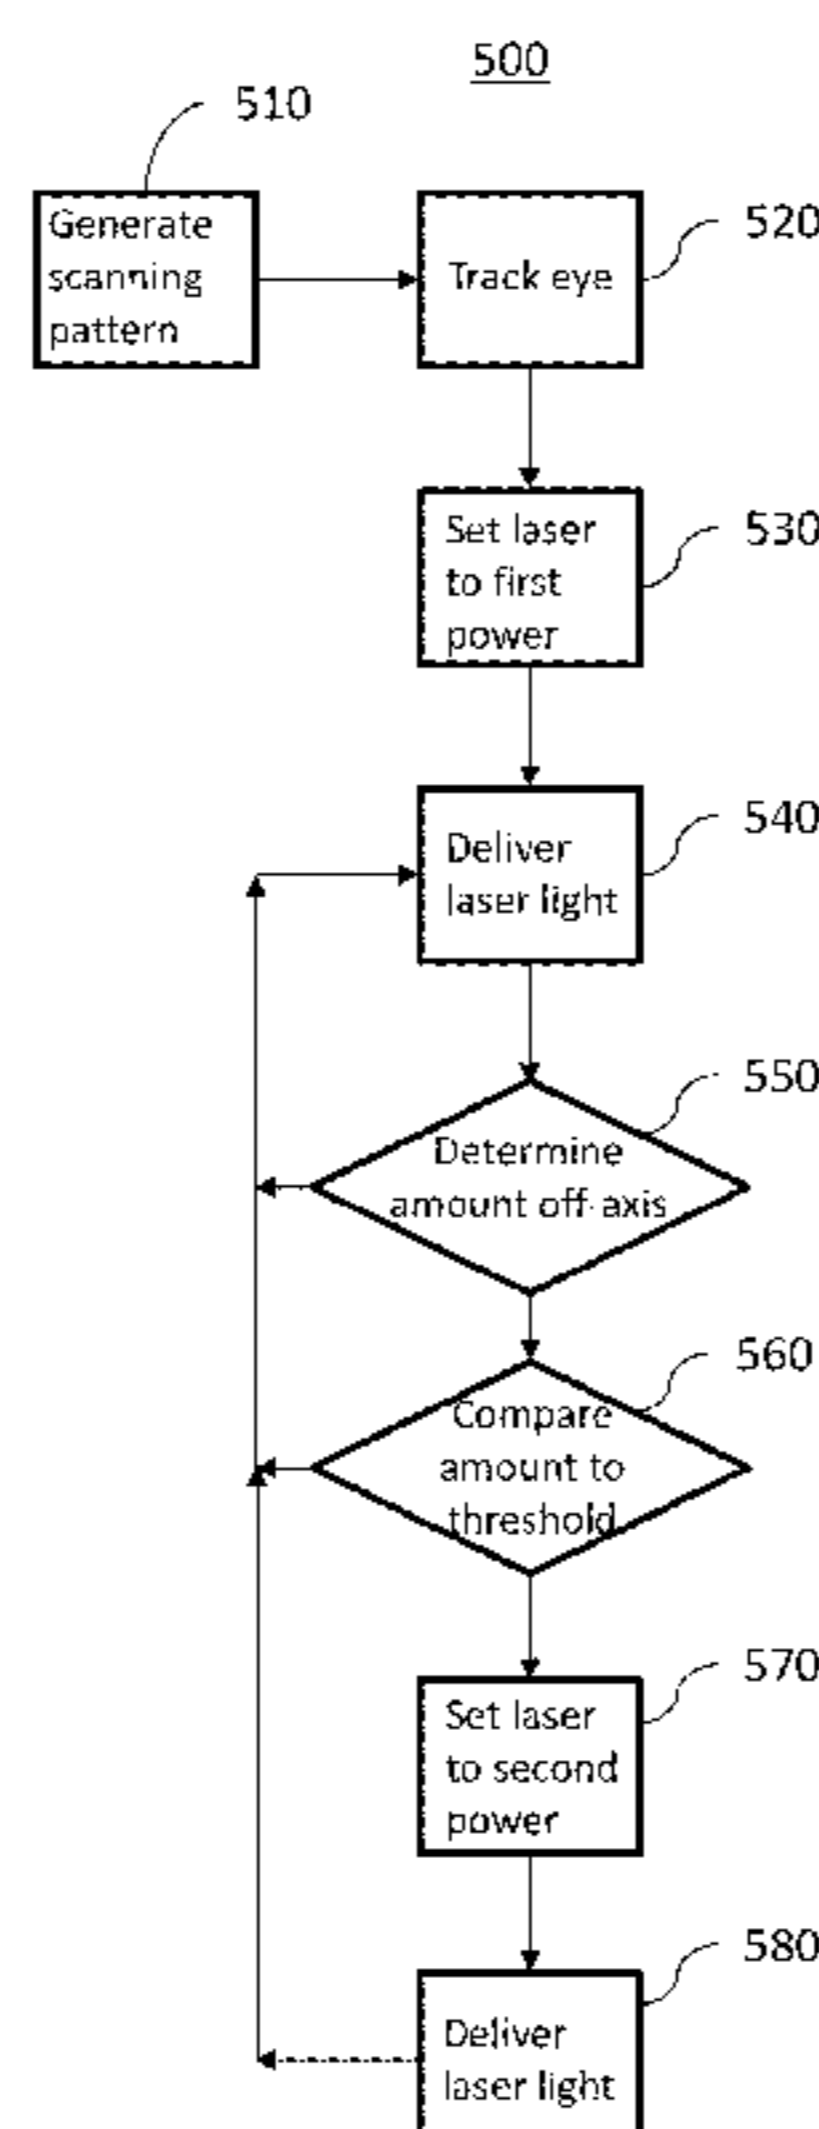 500
510
Generate
scanning
pattern
520
Track eye
530
Set laser
to first
power
540
Deliver
laser light
550
Determine
amount off-axis
560
Compare
amount to
threshold
570
Set laser
to second
power
580
Deliver
laser light